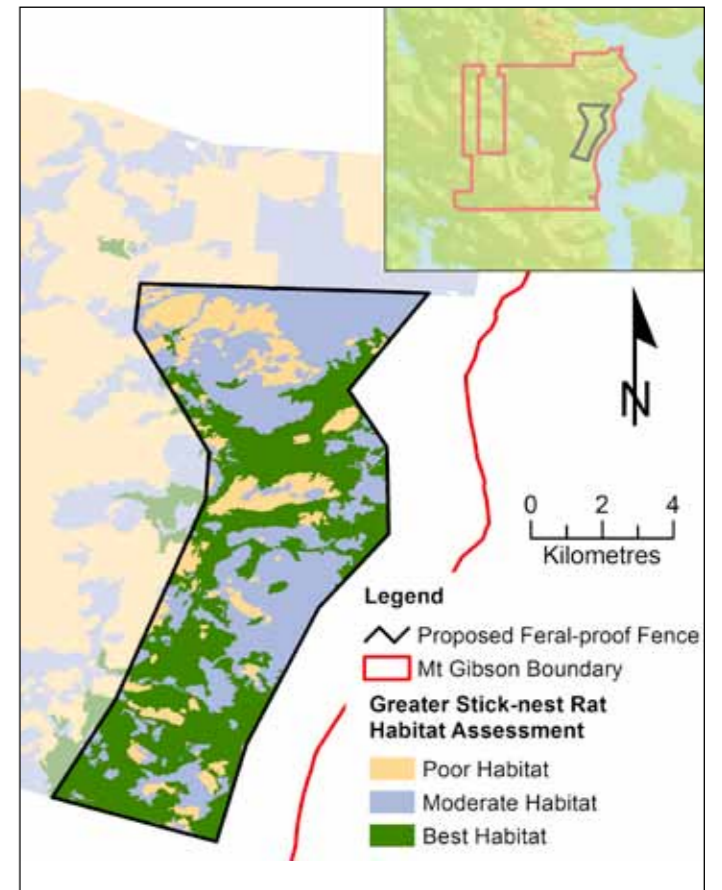 N
0 2 4
Kilometres
Legend
Proposed Feral-proof Fence
Mt Gibson Boundary
Greater Stick-nest Rat
Habitat Assessment
Poor Habitat
Moderate Habitat
Best Habitat